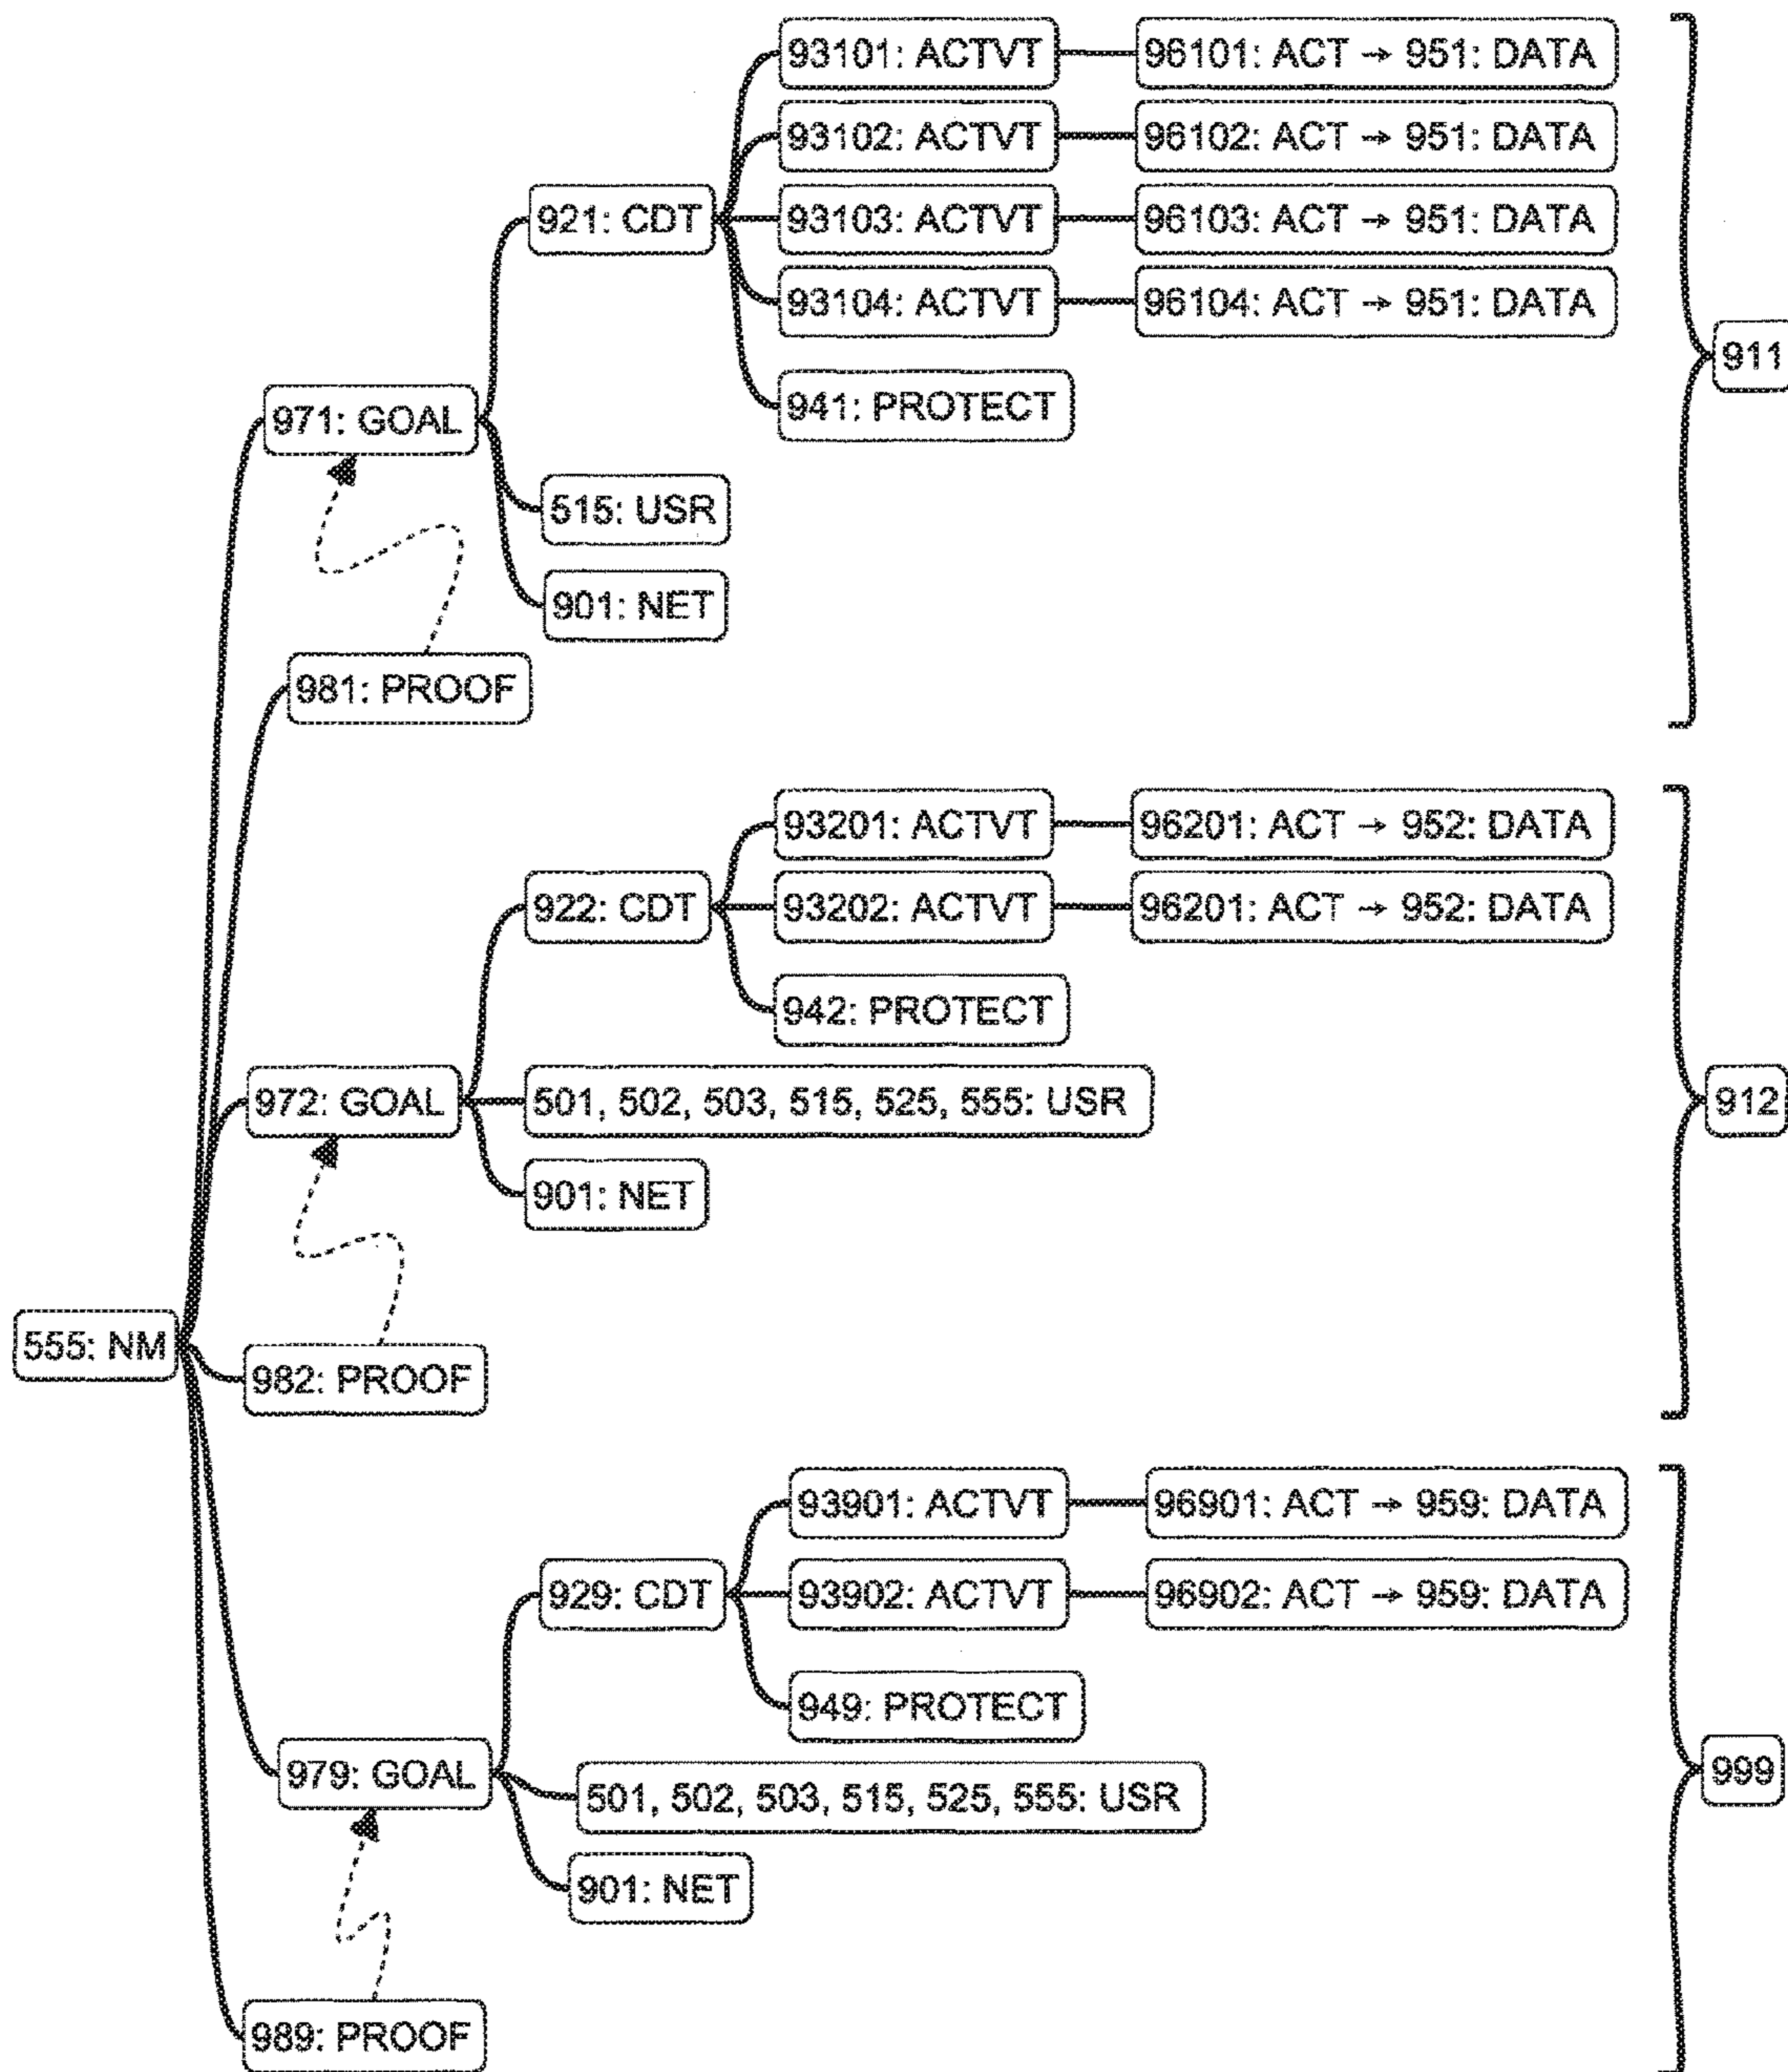 93101: ACTVT
96101: ACT → 951: DATA
93102: ACTVT
96102: ACT → 951: DATA
921: CDT
93103: ACTVT
96103: ACT → 951: DATA
93104: ACTVT
96104: ACT → 951: DATA
911
941: PROTECT
971: GOAL
515: USR
901: NET
981: PROOF
93201: ACTVT
96201: ACT → 952: DATA
922: CDT
93202: ACTVT
96201: ACT → 952: DATA
942: PROTECT
972: GOAL
501, 502, 503, 515, 525, 555: USR
912
901: NET
555: NM
982: PROOF
93901: ACTVT
96901: ACT → 959: DATA
929: CDT
93902: ACTVT
96902: ACT → 959: DATA
949: PROTECT
979: GOAL
999
501, 502, 503, 515, 525, 555: USR
901: NET
989: PROOF